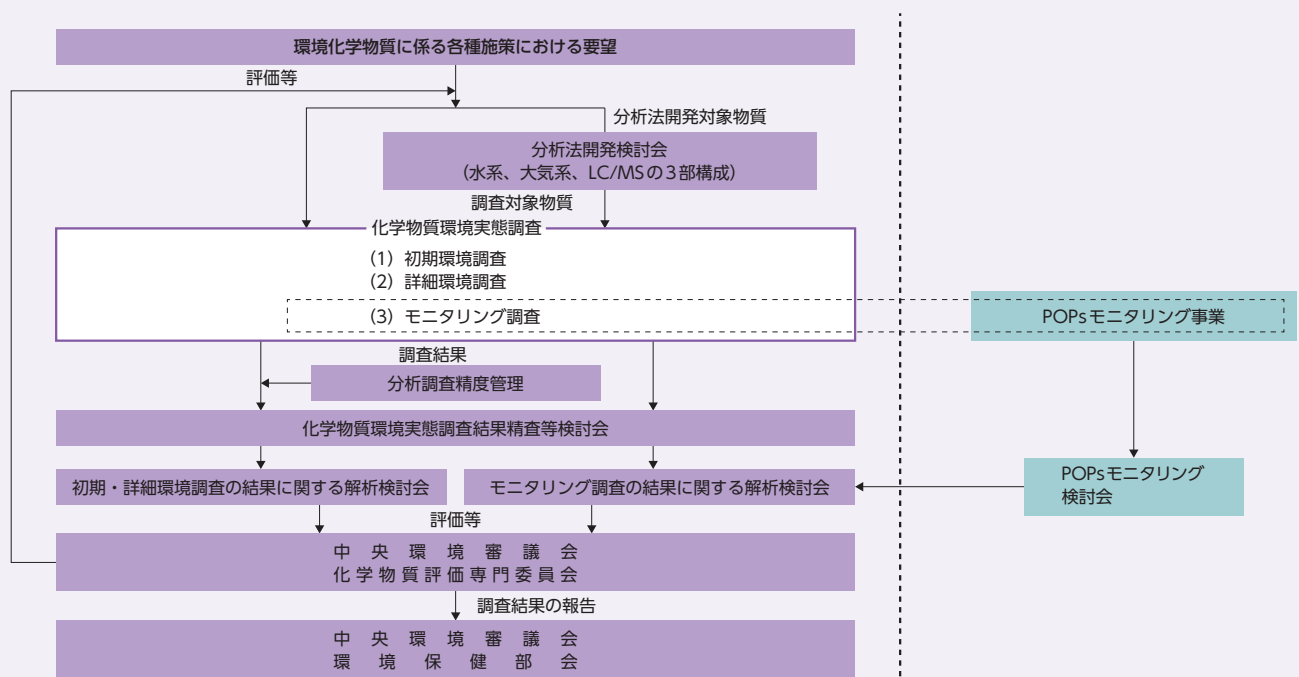 環境化学物質に係る各種施策における要望
評価等
分析法開発対象物質
分析法開発検討会
（水系、大気系、LC/MSの3部構成）
調査対象物質
化学物質環境実態調査
（1）初期環境調査
（2）詳細環境調査
（3）モニタリング調査
POPsモニタリング事業
調査結果
分析調査精度管理
化学物質環境実態調査結果精査等検討会
初期・詳細環境調査の結果に関する解析検討会
モニタリング調査の結果に関する解析検討会
POPsモニタリング
検討会
評価等
中央環境審議会
化学物質評価専門委員会
調査結果の報告
中央環境審議会
環境保健部会